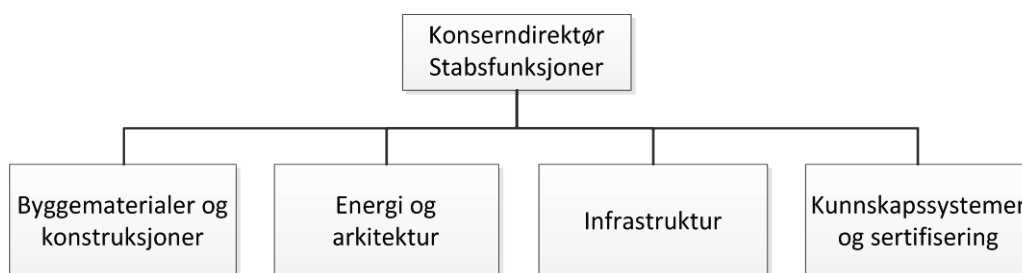 Konserndirektør
Stabsfunksjoner
Byggematerialer og
konstruksjoner
Energi og
arkitektur
Infrastruktur
Kunnskapssystemer
og sertifisering